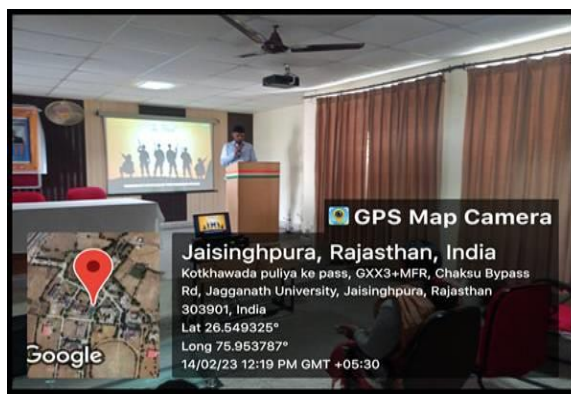 GPS Map Camera
Jaisinghpura, Rajasthan, India
Kotkhawada puliya ke pass, GXX3+MFR, Chaksu Bypass
Rd, Jagganath University, Jaisinghpura, Rajasthan
303901, India
Lat 26.549325°
Long 75.953787°
14/02/23 12:19 PM GMT +05:30
Google